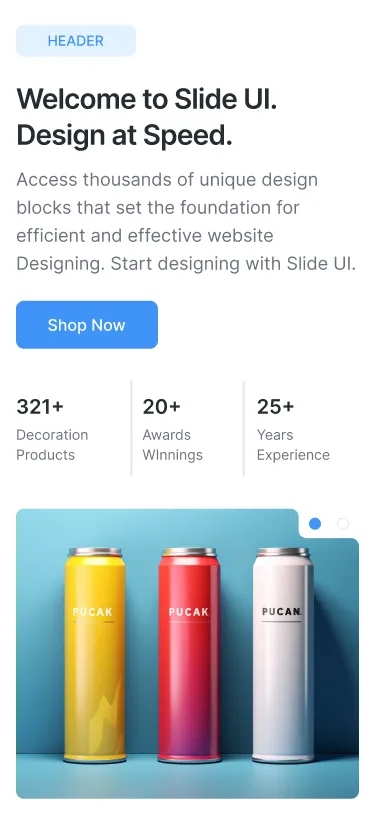 HEADER
Welcome to Slide UI.
Design at Speed.
Access thousands of unique design
blocks that set the foundation for
efficient and effective website
Designing. Start designing with Slide UI.
Shop Now
321+
Decoration
Products
20+
Awards
WInnings
25+
Years
Experience
PUCAK
PUCAK
PUCAN.